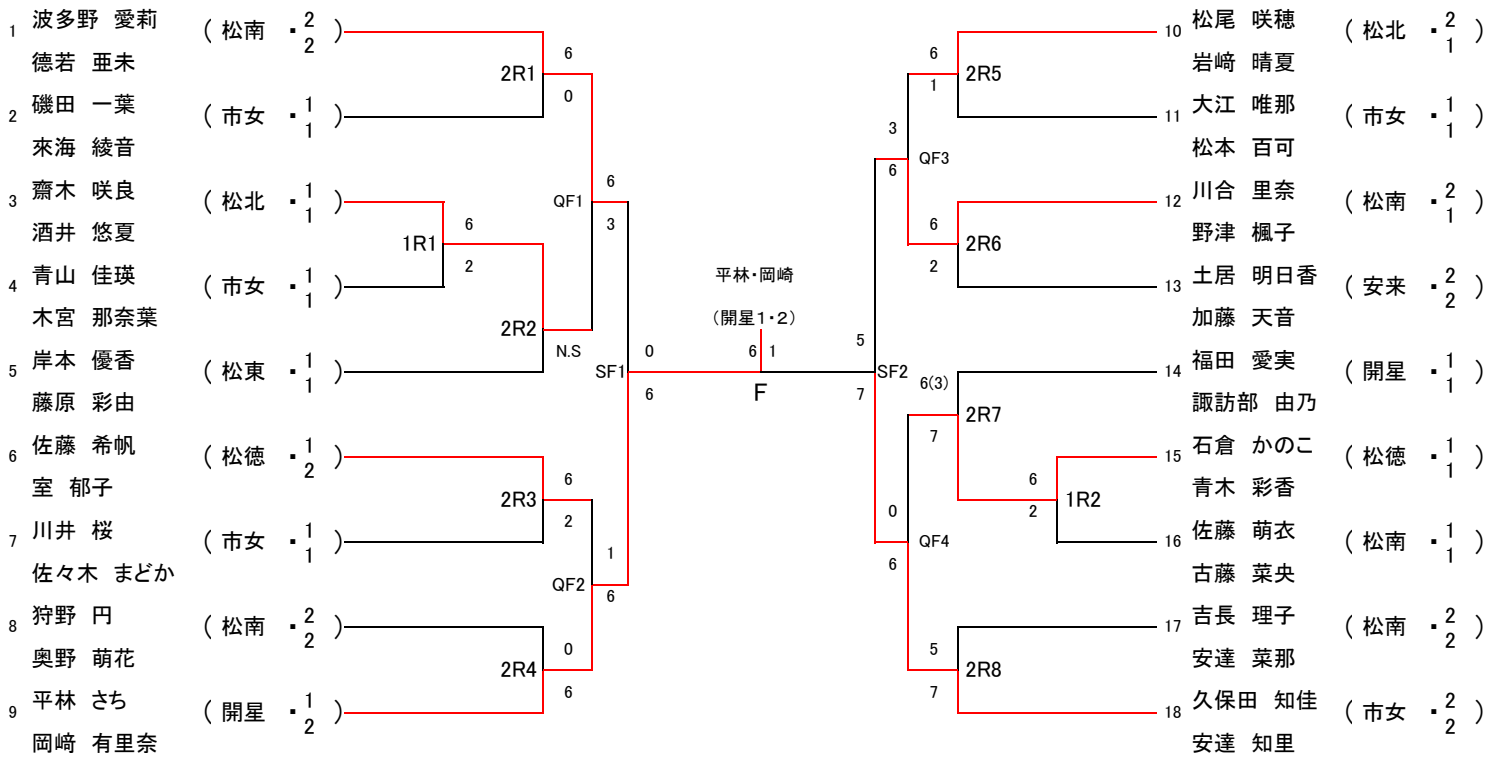 1 波多野 愛莉 ( 松南 ・ 2 )
徳若 亜未 2
2 磯田 一葉 ( 市女 ・ 1 )
來海 綾音 1
3 齋木 咲良 ( 松北 ・ 1 )
酒井 悠夏 1
4 青山 佳瑛 ( 市女 ・ 1 )
木宮 那奈葉 1
5 岸本 優香 ( 松東 ・ 1 )
藤原 彩由 1
6 佐藤 希帆 ( 松徳 ・ 1 )
室 郁子 2
7 川井 桜 ( 市女 ・ 1 )
佐々木 まどか 1
8 狩野 円 ( 松南 ・ 2 )
奥野 萌花 2
9 平林 さち ( 開星 ・ 1 )
岡﨑 有里奈 2
6
2R1
0
6
1R1
2
2R2
N.S
6
QF1
3
6
2R3
2
0
2R4
6
1
QF2
6
0
SF1
6
平林・岡崎
(開星1・2)
6 1
F
5
SF2
7
3
QF3
6
0
QF4
6
6
2R5
1
6
2R6
2
6(3)
2R7
7
6
1R2
2
5
2R8
7
10 松尾 咲穂 ( 松北 ・ 2 )
岩﨑 晴夏 1
11 大江 唯那 ( 市女 ・ 1 )
松本 百可 1
12 川合 里奈 ( 松南 ・ 2 )
野津 楓子 1
13 土居 明日香 ( 安来 ・ 2 )
加藤 天音 2
14 福田 愛実 ( 開星 ・ 1 )
諏訪部 由乃 1
15 石倉 かのこ ( 松徳 ・ 1 )
青木 彩香 1
16 佐藤 萌衣 ( 松南 ・ 1 )
古藤 菜央 1
17 吉長 理子 ( 松南 ・ 2 )
安達 菜那 2
18 久保田 知佳 ( 市女 ・ 2 )
安達 知里 2